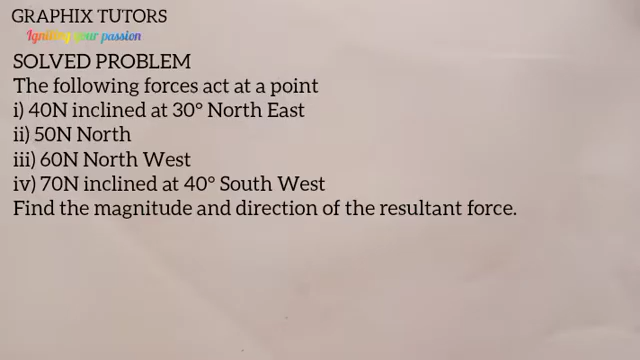 GRAPHIX TUTORS
Igniting your passion
SOLVED PROBLEM
The following forces act at a point
i) 40N inclined at 30° North East
ii) 50N North
iii) 60N North West
iv) 70N inclined at 40° South West
Find the magnitude and direction of the resultant force.